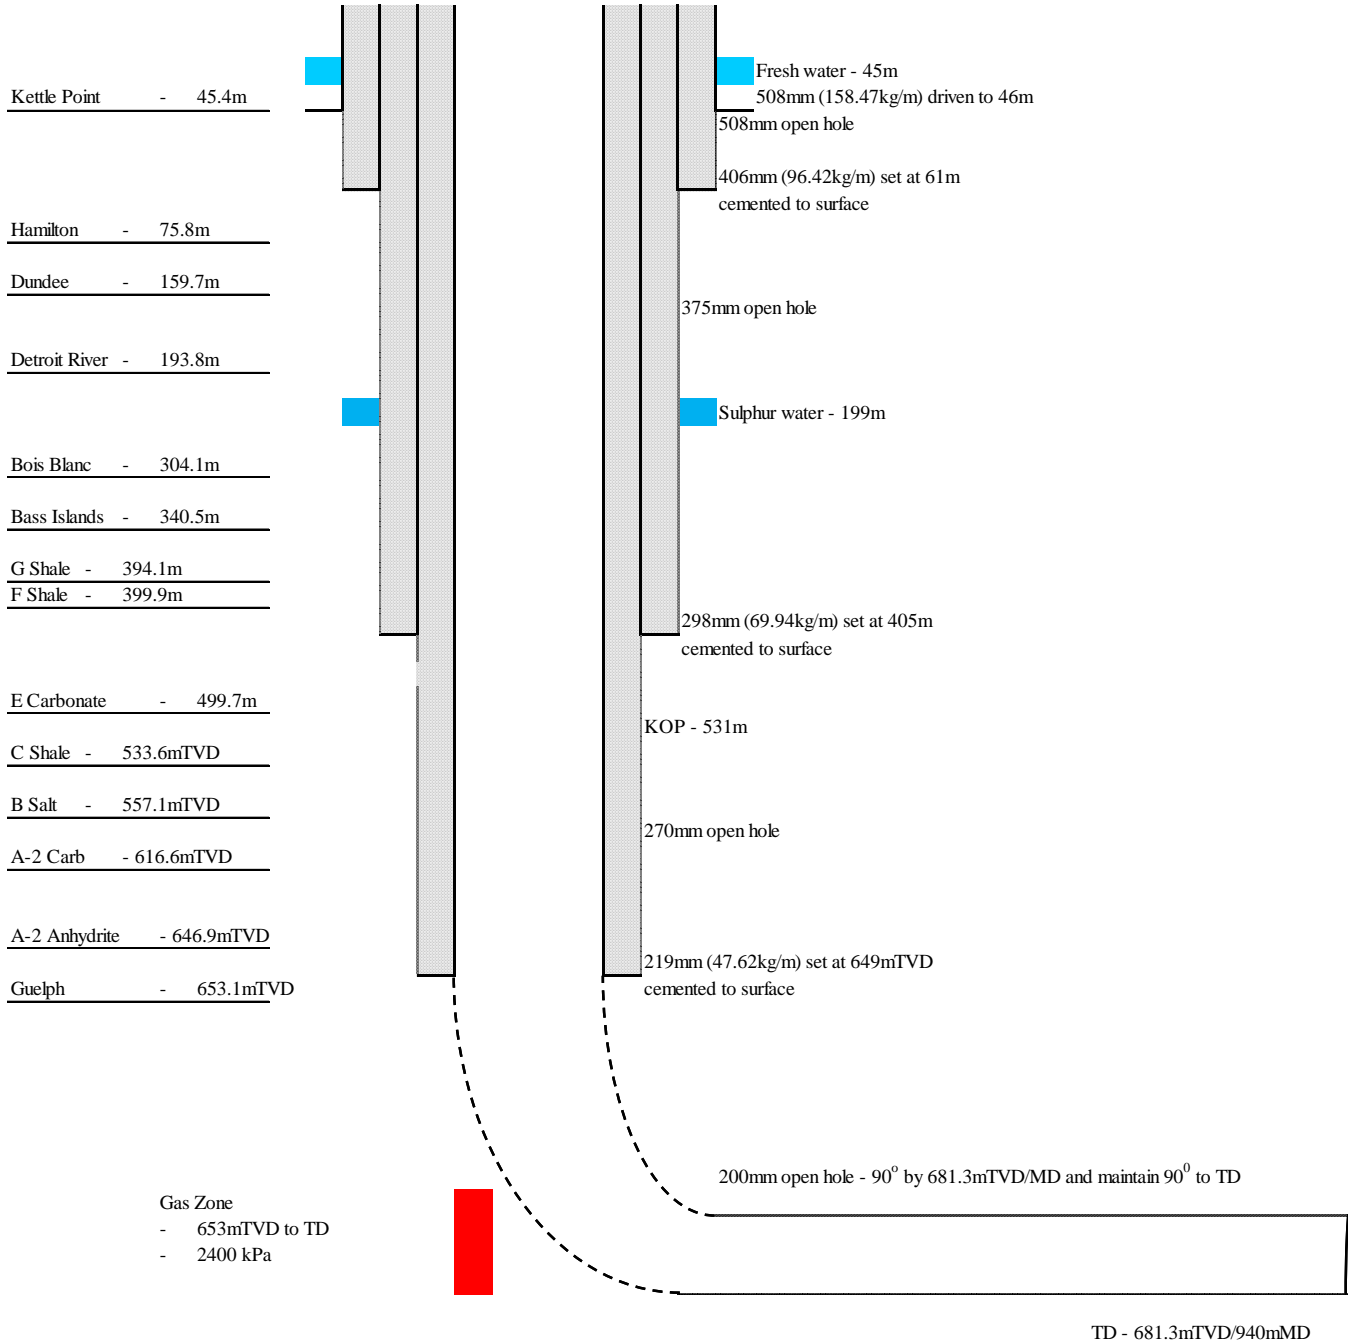 Fresh water - 45m
Kettle Point - 45.4m
508mm (158.47kg/m) driven to 46m
508mm open hole
406mm (96.42kg/m) set at 61m
cemented to surface
Hamilton - 75.8m
Dundee - 159.7m
375mm open hole
Detroit River - 193.8m
Sulphur water - 199m
Bois Blanc - 304.1m
Bass Islands - 340.5m
G Shale - 394.1m
F Shale - 399.9m
298mm (69.94kg/m) set at 405m
cemented to surface
E Carbonate - 499.7m
KOP - 531m
C Shale - 533.6mTVD
B Salt - 557.1mTVD
270mm open hole
A-2 Carb - 616.6mTVD
A-2 Anhydrite - 646.9mTVD
219mm (47.62kg/m) set at 649mTVD
cemented to surface
Guelph - 653.1mTVD
200mm open hole - 90° by 681.3mTVD/MD and maintain 90⁰ to TD
Gas Zone
- 653mTVD to TD
- 2400 kPa
TD - 681.3mTVD/940mMD